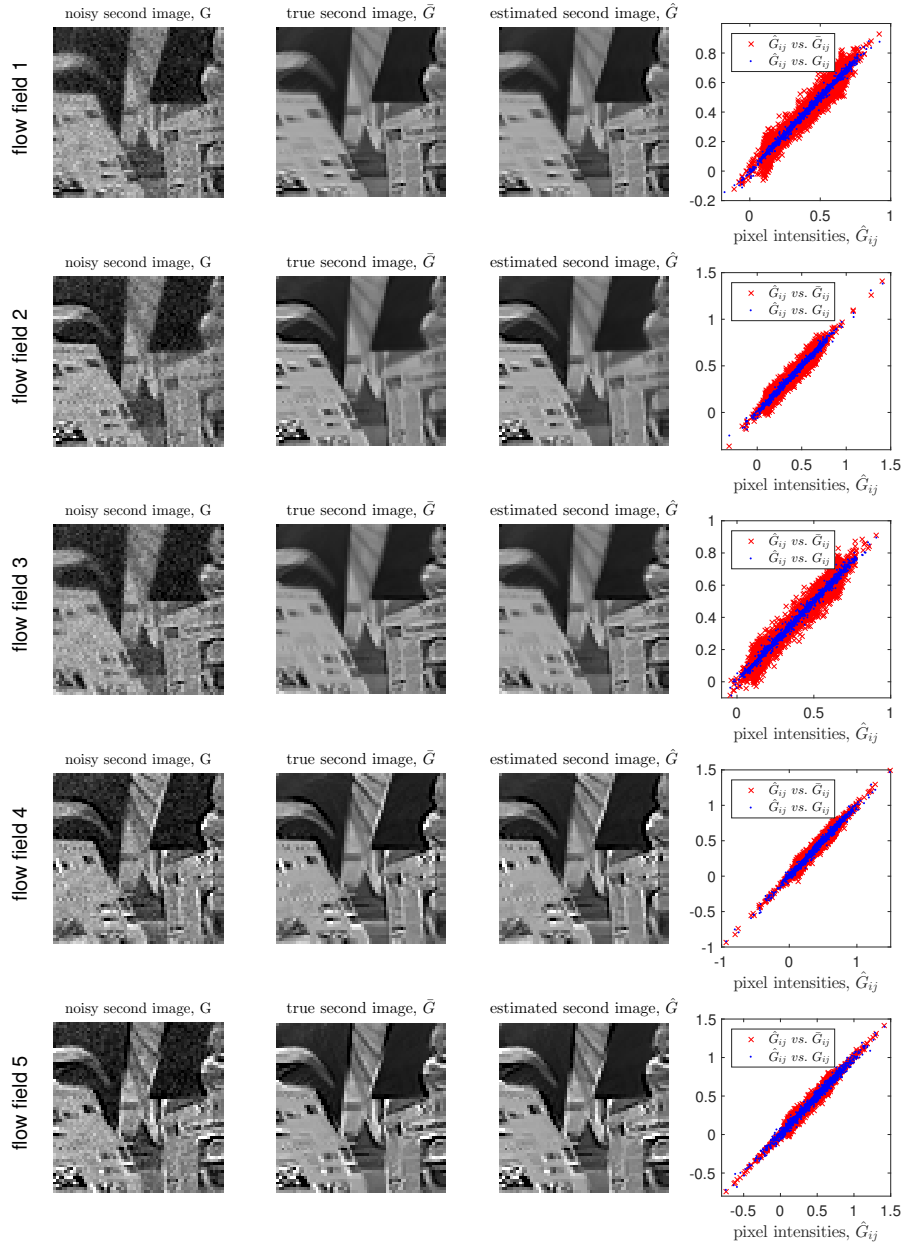 noisy second image, G
true second image, Ḡ
estimated second image, Ĝ
flow field 1
Ĝij vs. Ḡij
Ĝij vs. Gij
0.8
0.6
0.4
0.2
0
-0.2
0 0.5 1
pixel intensities, Ĝij
noisy second image, G
true second image, Ḡ
estimated second image, Ĝ
flow field 2
Ĝij vs. Ḡij
Ĝij vs. Gij
1.5
1
0.5
0
0 0.5 1 1.5
pixel intensities, Ĝij
noisy second image, G
true second image, Ḡ
estimated second image, Ĝ
flow field 3
Ĝij vs. Ḡij
Ĝij vs. Gij
1
0.8
0.6
0.4
0.2
0
0 0.5 1
pixel intensities, Ĝij
noisy second image, G
true second image, Ḡ
estimated second image, Ĝ
flow field 4
Ĝij vs. Ḡij
Ĝij vs. Gij
1.5
1
0.5
0
-0.5
-1
-1 0 1
pixel intensities, Ĝij
noisy second image, G
true second image, Ḡ
estimated second image, Ĝ
flow field 5
Ĝij vs. Ḡij
Ĝij vs. Gij
1.5
1
0.5
0
-0.5
-0.5 0 0.5 1 1.5
pixel intensities, Ĝij